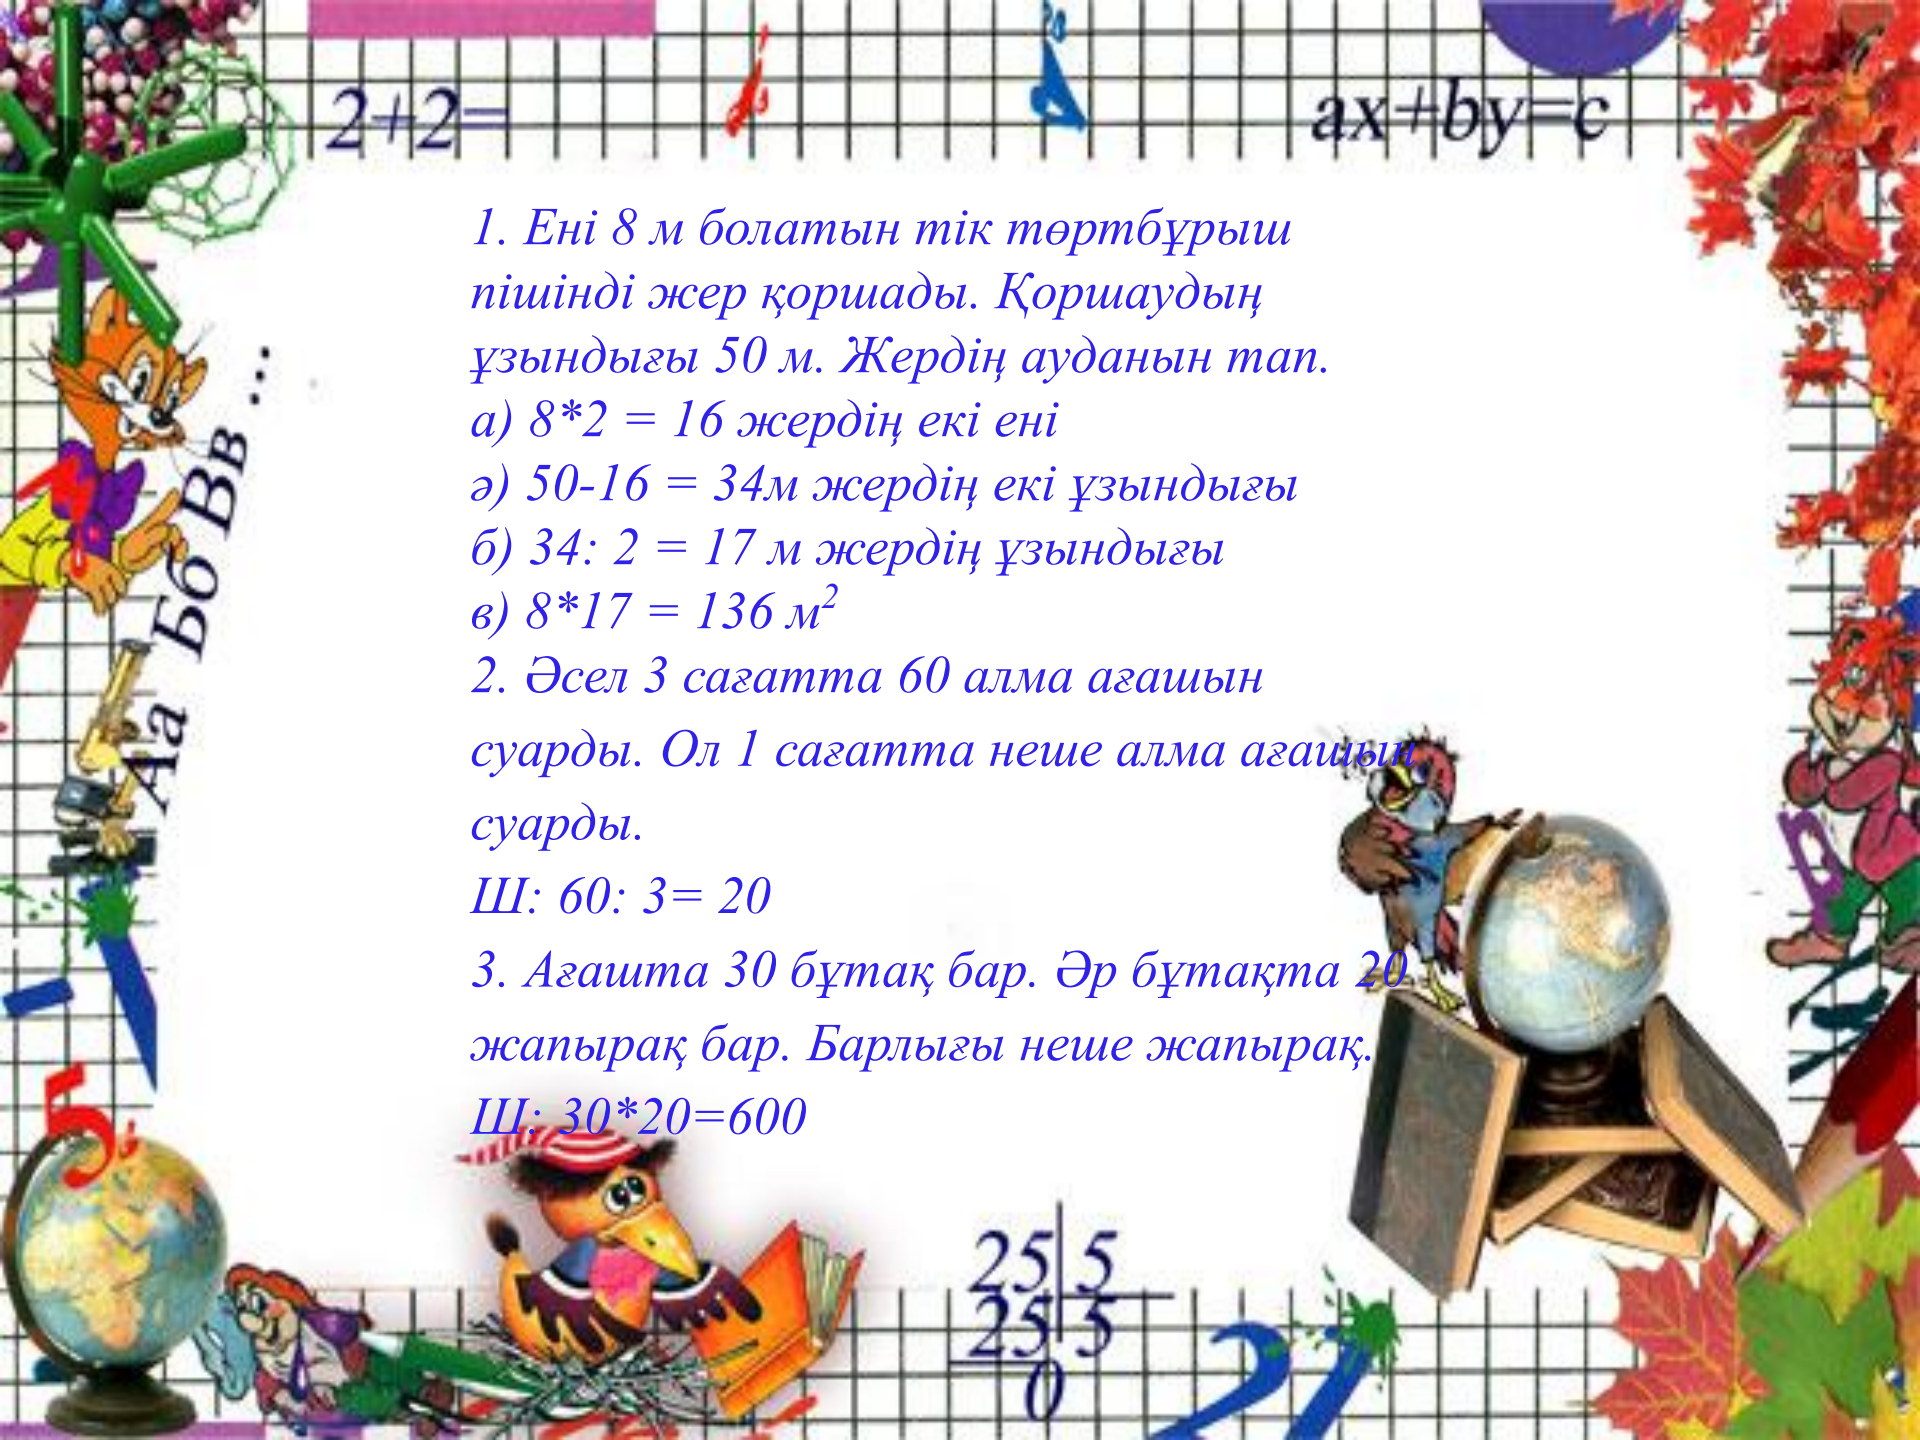 2+2=
ax+by=c
Аа Бб Вв ...
1. Ені 8 м болатын тік төртбұрыш
пішінді жер қоршады. Қоршаудың
ұзындығы 50 м. Жердің ауданын тап.
а) 8*2 = 16 жердің екі ені
ә) 50-16 = 34м жердің екі ұзындығы
б) 34: 2 = 17 м жердің ұзындығы
в) 8*17 = 136 м²
2. Әсел 3 сағатта 60 алма ағашын
суарды. Ол 1 сағатта неше алма ағашын
суарды.
Ш: 60: 3= 20
3. Ағашта 30 бұтақ бар. Әр бұтақта 20
жапырақ бар. Барлығы неше жапырақ.
Ш: 30*20=600
5
25 5
25 5
0